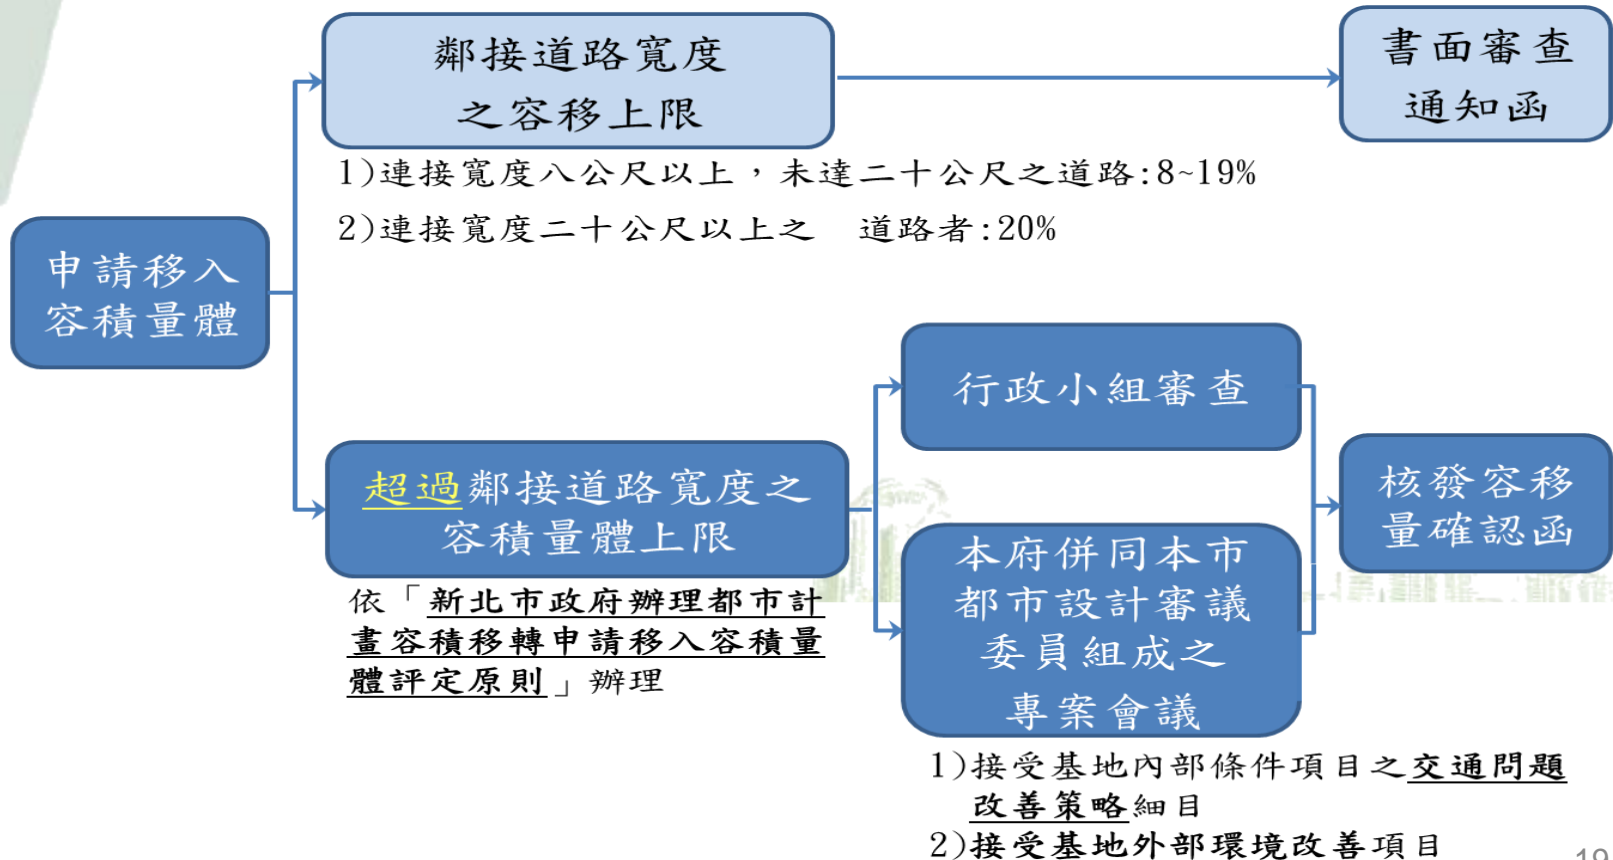 鄰接道路寬度
之容移上限
書面審查
通知函
1)連接寬度八公尺以上，未達二十公尺之道路:8~19%
2)連接寬度二十公尺以上之　道路者:20%
申請移入
容積量體
行政小組審查
超過鄰接道路寬度之
容積量體上限
核發容移
量確認函
本府併同本市
都市設計審議
委員組成之
專案會議
依「新北市政府辦理都市計
畫容積移轉申請移入容積量
體評定原則」辦理
1)接受基地內部條件項目之交通問題
改善策略細目
2)接受基地外部環境改善項目
19